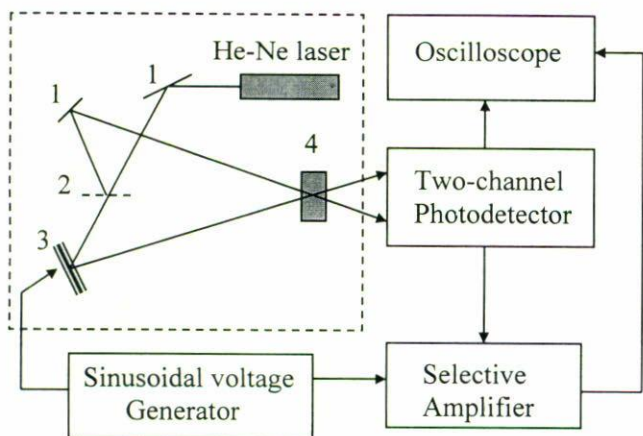 He-Ne laser
Oscilloscope
1
1
4
2
Two-channel
Photodetector
3
Sinusoidal voltage
Generator
Selective
Amplifier